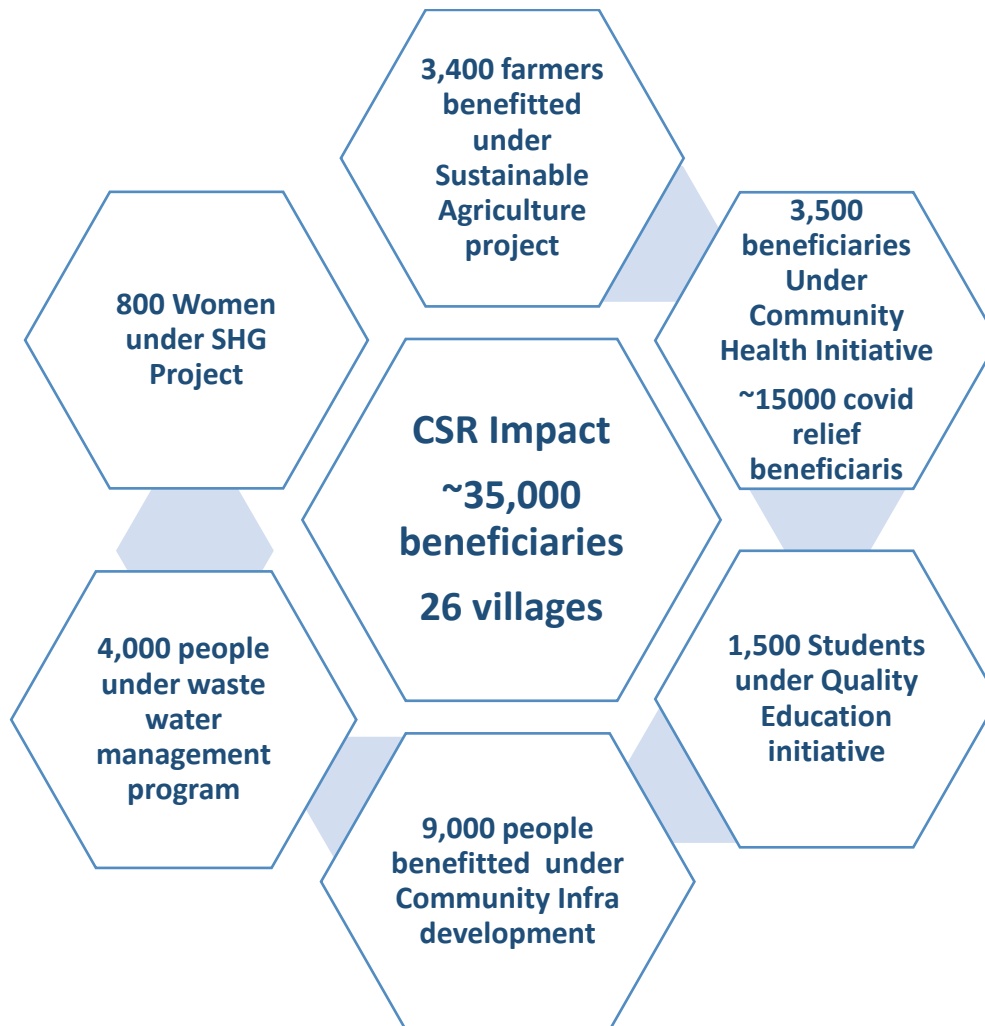 3,400 farmers
benefitted
under
Sustainable
Agriculture
project
3,500
beneficiaries
Under
Community
Health Initiative
~15000 covid
relief
beneficiaris
1,500 Students
under Quality
Education
initiative
9,000 people
benefitted under
Community Infra
development
4,000 people
under waste
water
management
program
800 Women
under SHG
Project
CSR Impact
~35,000
beneficiaries
26 villages